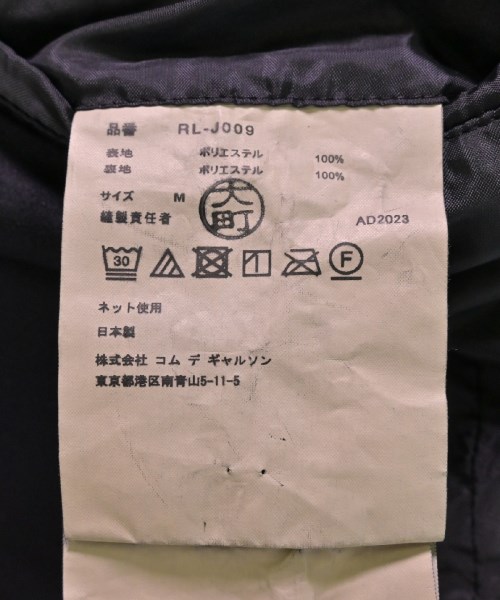 品番 RL-J009
表地 ポリエステル 100%
裏地 ポリエステル 100%
サイズ M
縫製責任者 大町 AD2023
30 F
ネット使用
日本製
株式会社 コム デ ギャルソン
東京都港区南青山5-11-5